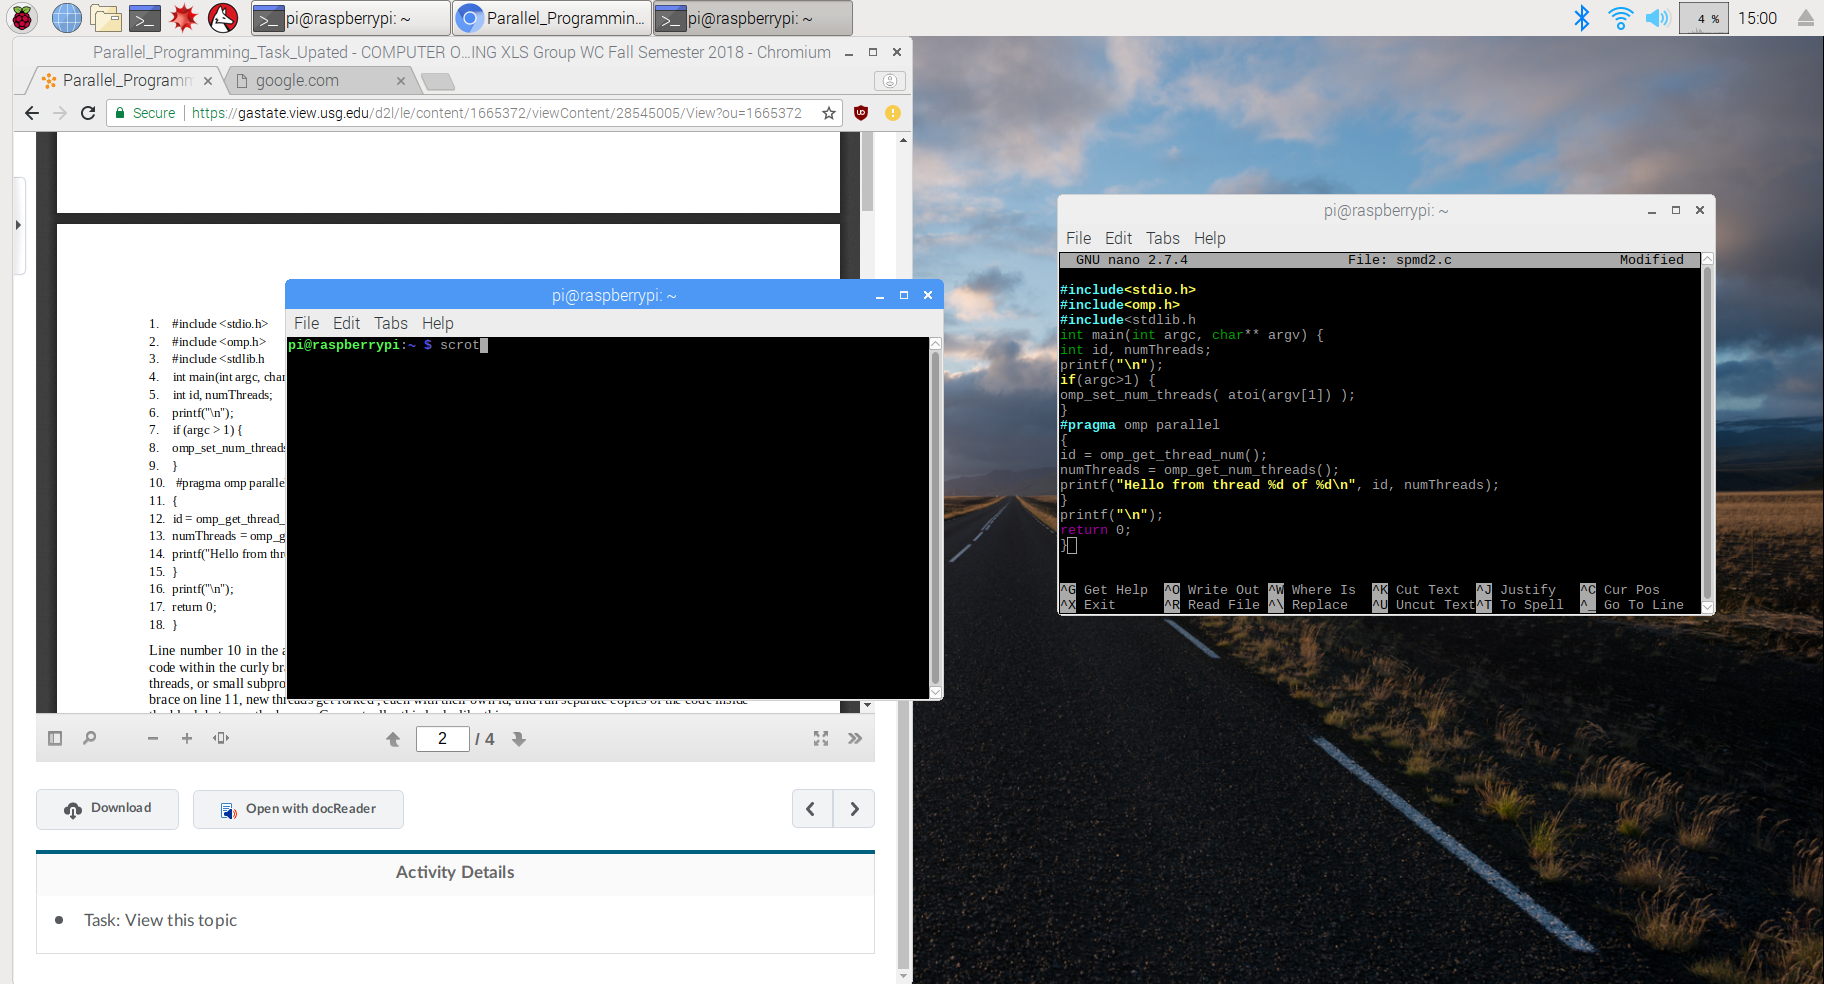 pi@raspberrypi: ~
Parallel_Programmin...
pi@raspberrypi: ~
4 %
15:00
Parallel_Programming_Task_Upated - COMPUTER O...ING XLS Group WC Fall Semester 2018 - Chromium
Parallel_Programm
google.com
Secure
https://gastate.view.usg.edu/d2l/le/content/1665372/viewContent/28545005/View?ou=1665372
1. #include <stdio.h>
2. #include <omp.h>
3. #include <stdlib.h
4. int main(int argc, char
5. int id, numThreads;
6. printf("\n");
7. if (argc > 1) {
8. omp_set_num_threads
9. }
10. #pragma omp paralle
11. {
12. id = omp_get_thread_
13. numThreads = omp_g
14. printf("Hello from thre
15. }
16. printf("\n");
17. return 0;
18. }
Line number 10 in the a
code within the curly bra
threads, or small subpro
brace on line 11, new threads get forked, each with their own id, and run separate copies of the code inside
2 / 4
Download
Open with docReader
Activity Details
Task: View this topic
pi@raspberrypi: ~
File Edit Tabs Help
pi@raspberrypi:~ $ scrot
pi@raspberrypi: ~
File Edit Tabs Help
GNU nano 2.7.4 File: spmd2.c Modified
#include<stdio.h>
#include<omp.h>
#include<stdlib.h
int main(int argc, char** argv) {
int id, numThreads;
printf("\n");
if(argc>1) {
omp_set_num_threads( atoi(argv[1]) );
}
#pragma omp parallel
{
id = omp_get_thread_num();
numThreads = omp_get_num_threads();
printf("Hello from thread %d of %d\n", id, numThreads);
}
printf("\n");
return 0;
}
^G Get Help ^O Write Out ^W Where Is ^K Cut Text ^J Justify ^C Cur Pos
^X Exit ^R Read File ^\ Replace ^U Uncut Text ^T To Spell ^_ Go To Line